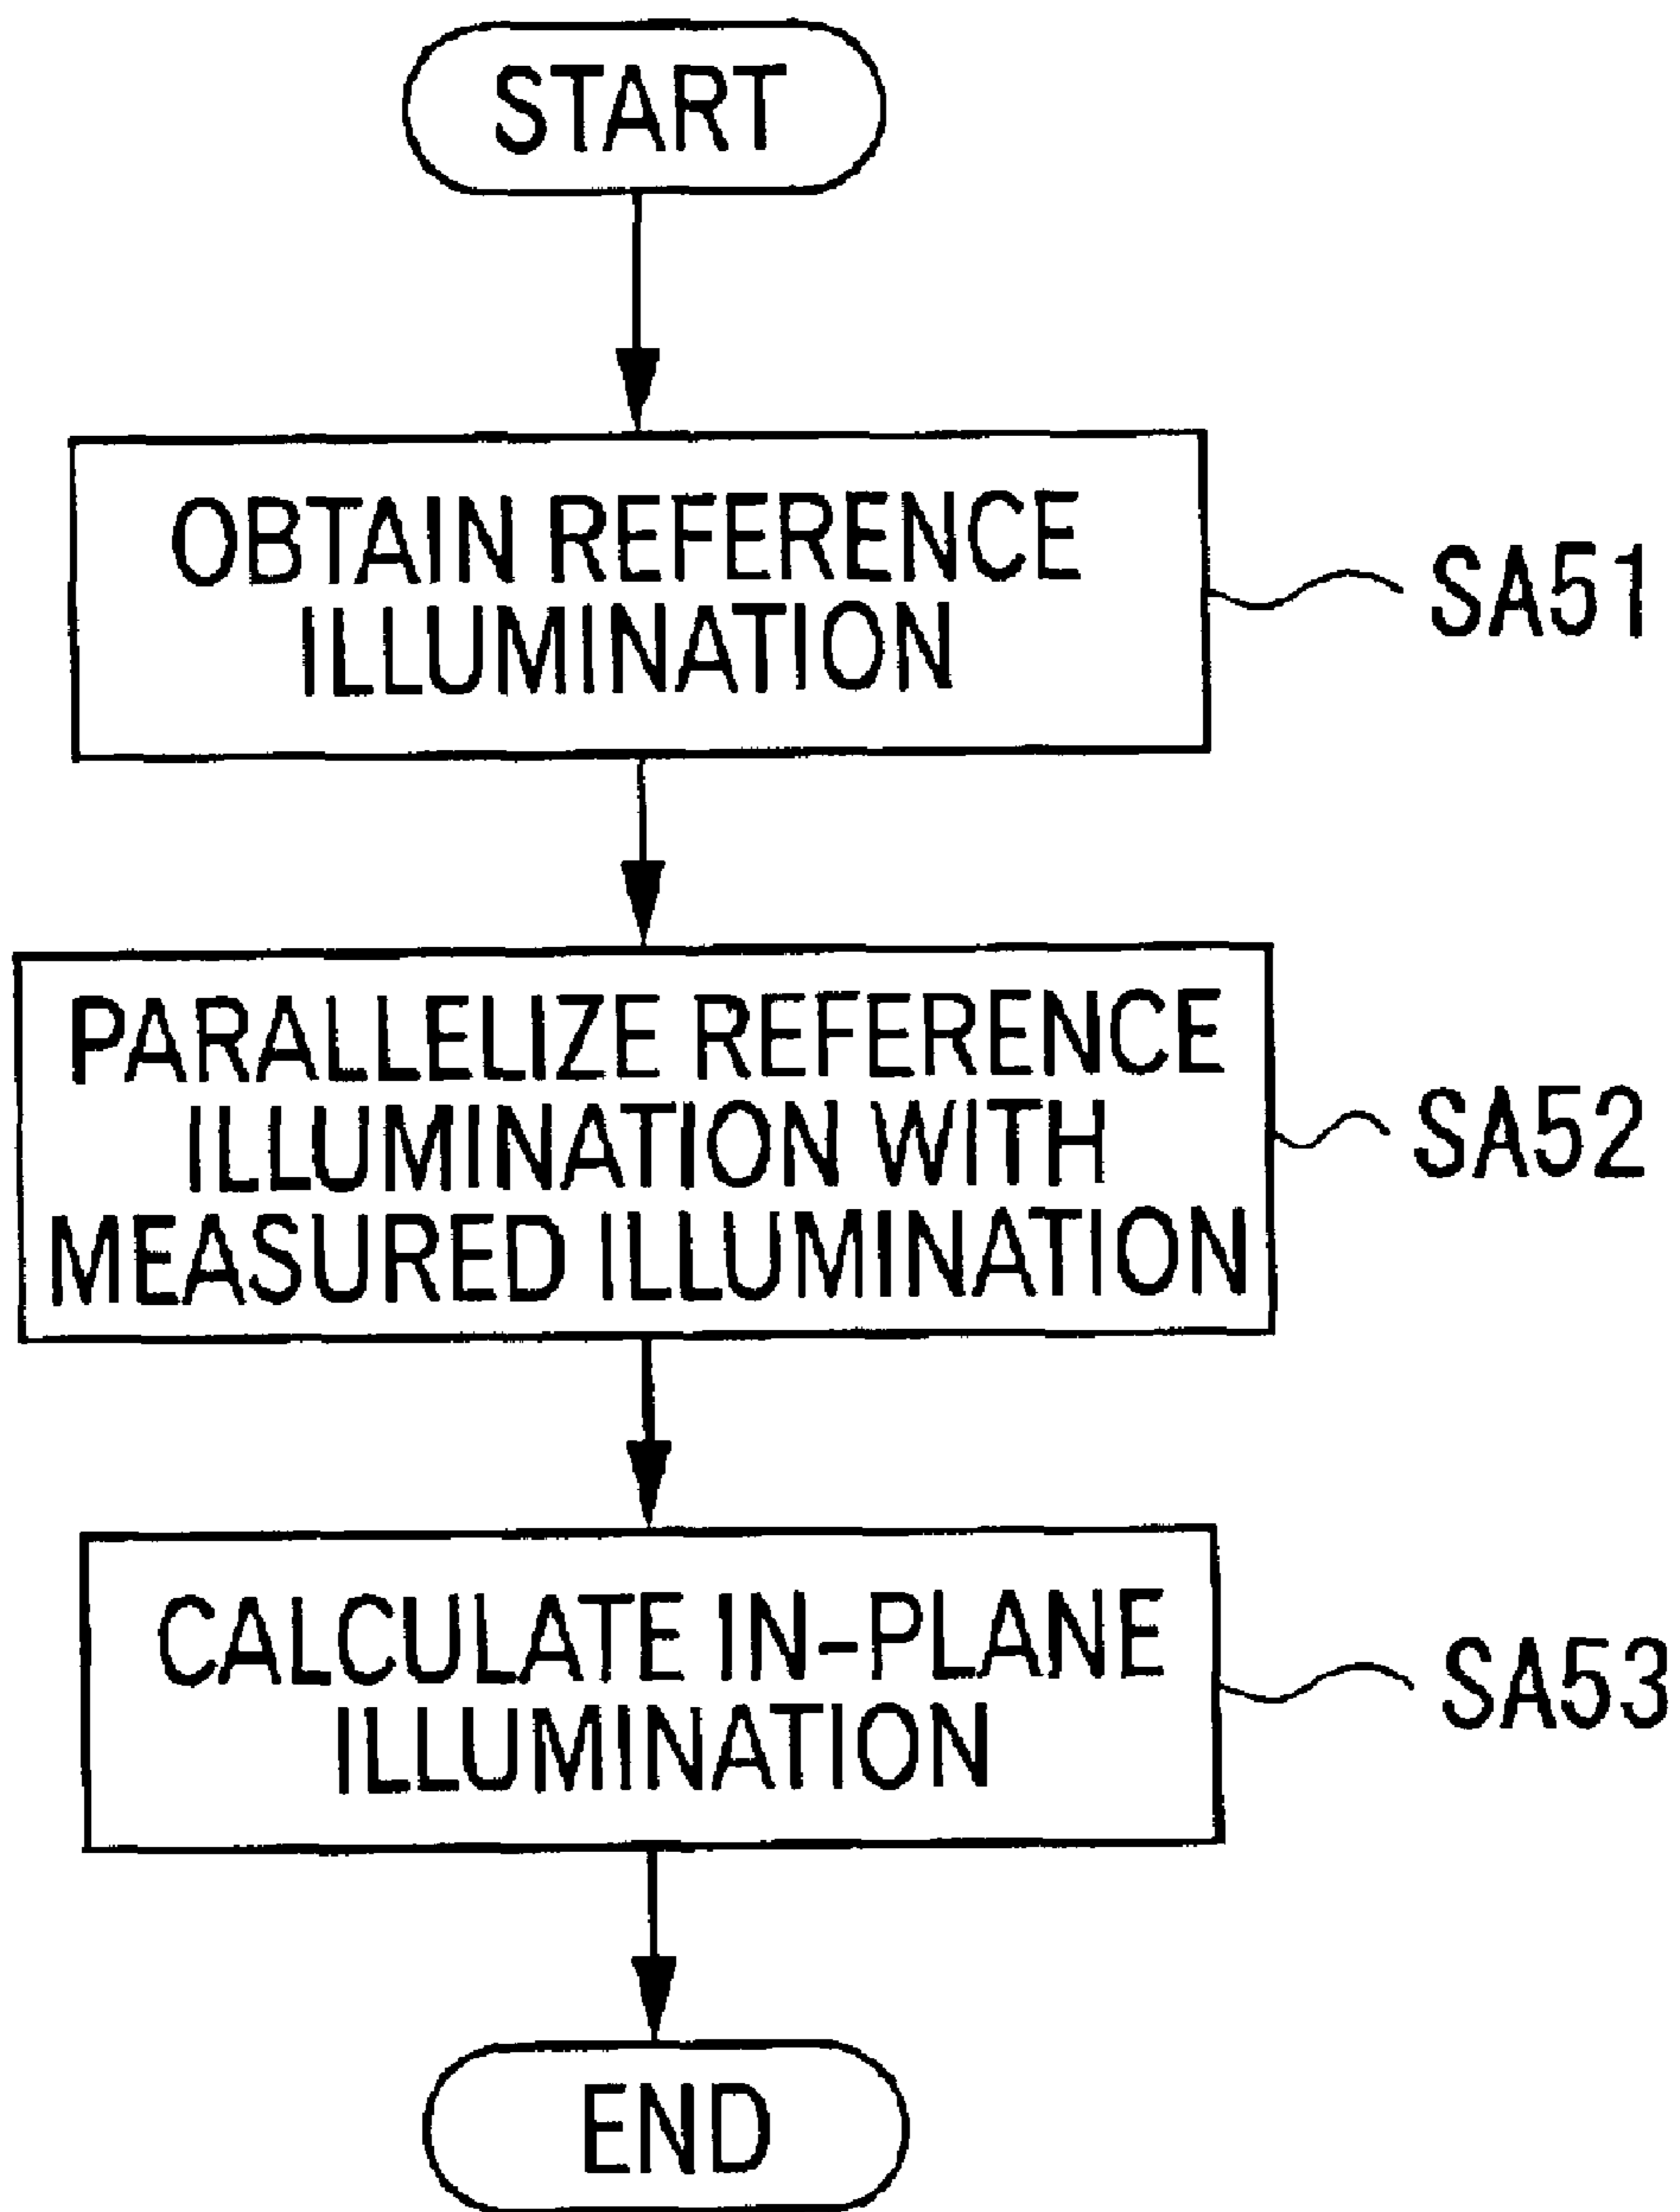 START
OBTAIN REFERENCE
ILLUMINATION
SA51
PARALLELIZE REFERENCE
ILLUMINATION WITH
MEASURED ILLUMINATION
SA52
CALCULATE IN-PLANE
ILLUMINATION
SA53
END